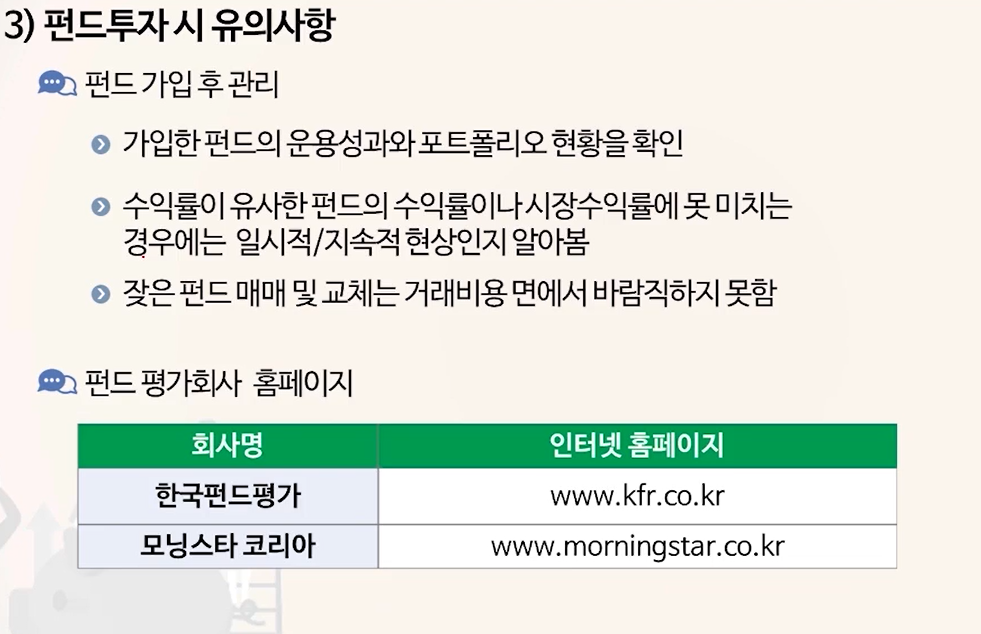 3) 펀드투자 시 유의사항
펀드 가입 후 관리
가입한 펀드의 운용성과와 포트폴리오 현황을 확인
수익률이 유사한 펀드의 수익률이나 시장수익률에 못 미치는
경우에는 일시적/지속적 현상인지 알아봄
잦은 펀드 매매 및 교체는 거래비용 면에서 바람직하지 못함
펀드 평가회사 홈페이지
회사명 인터넷 홈페이지
한국펀드평가 www.kfr.co.kr
모닝스타 코리아 www.morningstar.co.kr